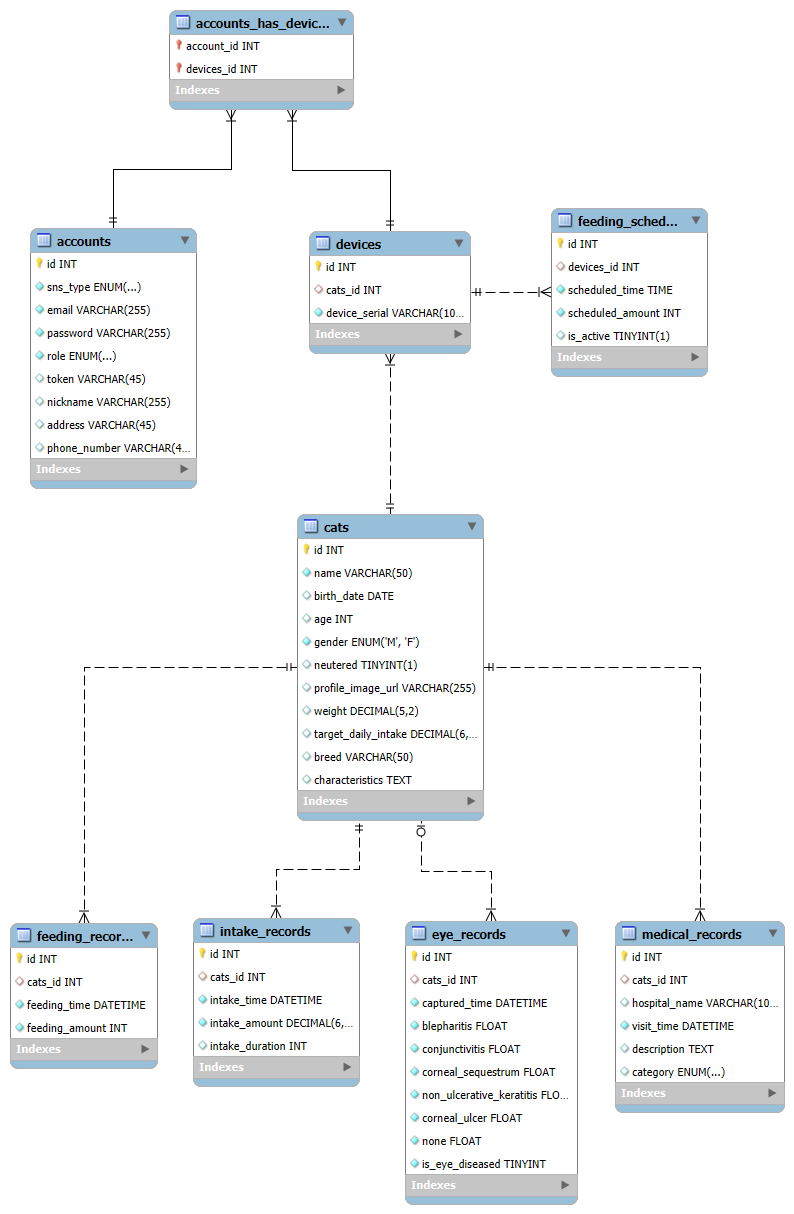 accounts_has_devic...
account_id INT
devices_id INT
Indexes
accounts
id INT
sns_type ENUM(...)
email VARCHAR(255)
password VARCHAR(255)
role ENUM(...)
token VARCHAR(45)
nickname VARCHAR(255)
address VARCHAR(45)
phone_number VARCHAR(4...
Indexes
devices
id INT
cats_id INT
device_serial VARCHAR(10...
Indexes
feeding_sched...
id INT
devices_id INT
scheduled_time TIME
scheduled_amount INT
is_active TINYINT(1)
Indexes
cats
id INT
name VARCHAR(50)
birth_date DATE
age INT
gender ENUM('M', 'F')
neutered TINYINT(1)
profile_image_url VARCHAR(255)
weight DECIMAL(5,2)
target_daily_intake DECIMAL(6,...
breed VARCHAR(50)
characteristics TEXT
Indexes
feeding_recor...
id INT
cats_id INT
feeding_time DATETIME
feeding_amount INT
Indexes
intake_records
id INT
cats_id INT
intake_time DATETIME
intake_amount DECIMAL(6,...
intake_duration INT
Indexes
eye_records
id INT
cats_id INT
captured_time DATETIME
blepharitis FLOAT
conjunctivitis FLOAT
corneal_sequestrum FLOAT
non_ulcerative_keratitis FLO...
corneal_ulcer FLOAT
none FLOAT
is_eye_diseased TINYINT
Indexes
medical_records
id INT
cats_id INT
hospital_name VARCHAR(10...
visit_time DATETIME
description TEXT
category ENUM(...)
Indexes